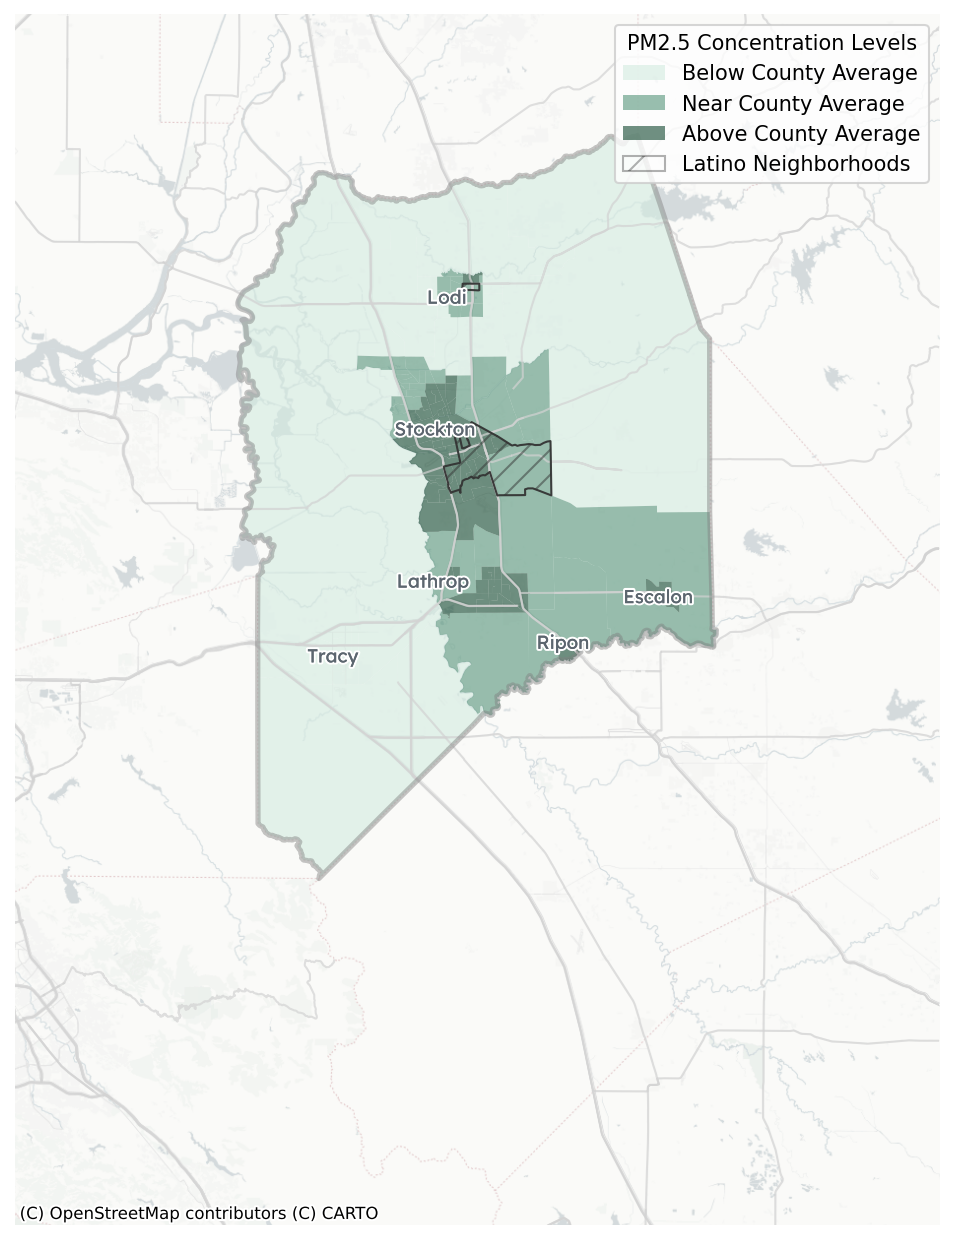 PM2.5 Concentration Levels
Below County Average
Near County Average
Above County Average
Latino Neighborhoods
Lodi
Stockton
Lathrop
Escalon
Ripon
Tracy
(C) OpenStreetMap contributors (C) CARTO